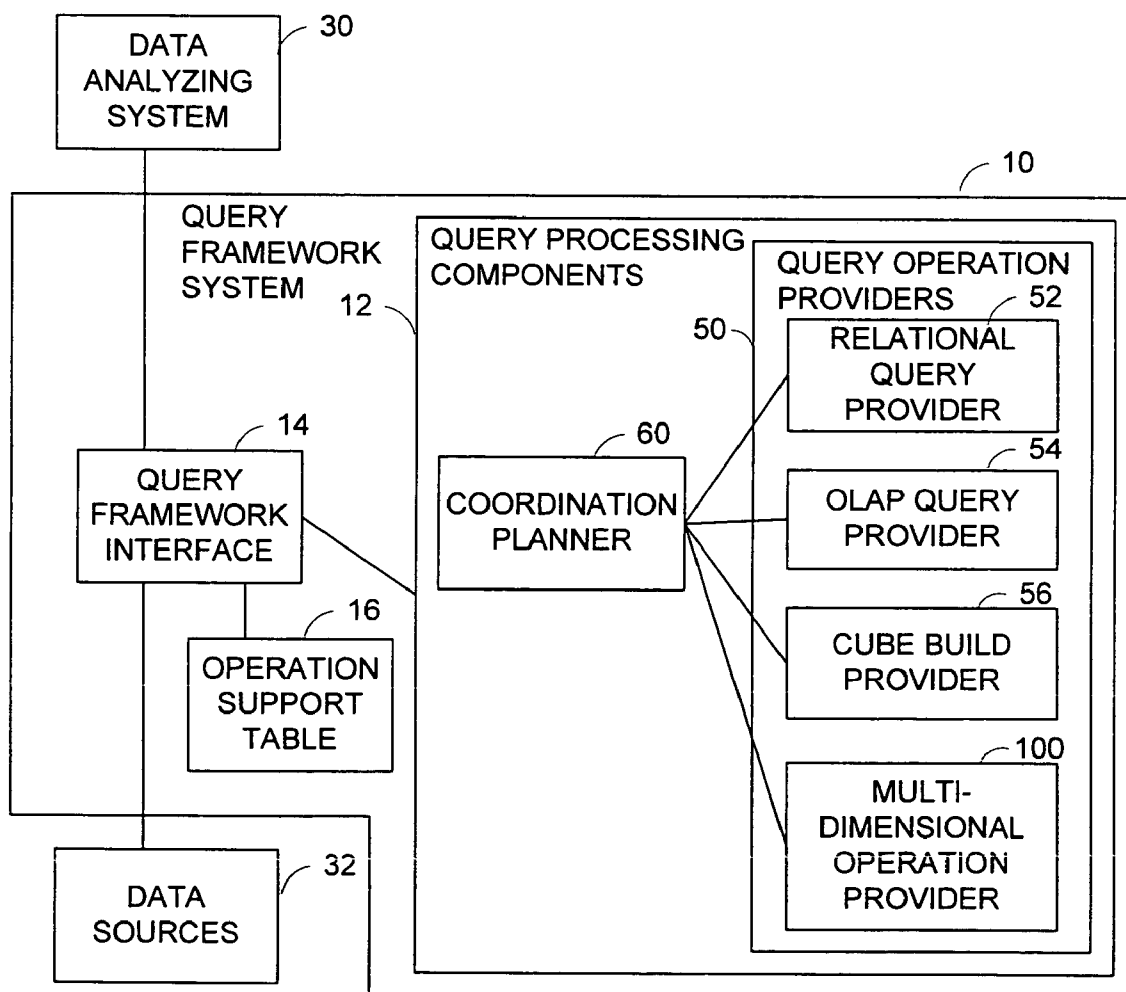 30
DATA
ANALYZING
SYSTEM
10
QUERY
FRAMEWORK
SYSTEM
12
QUERY PROCESSING
COMPONENTS
QUERY OPERATION
PROVIDERS
50
52
RELATIONAL
QUERY
PROVIDER
14
QUERY
FRAMEWORK
INTERFACE
60
COORDINATION
PLANNER
54
OLAP QUERY
PROVIDER
16
OPERATION
SUPPORT
TABLE
56
CUBE BUILD
PROVIDER
100
MULTI-
DIMENSIONAL
OPERATION
PROVIDER
32
DATA
SOURCES